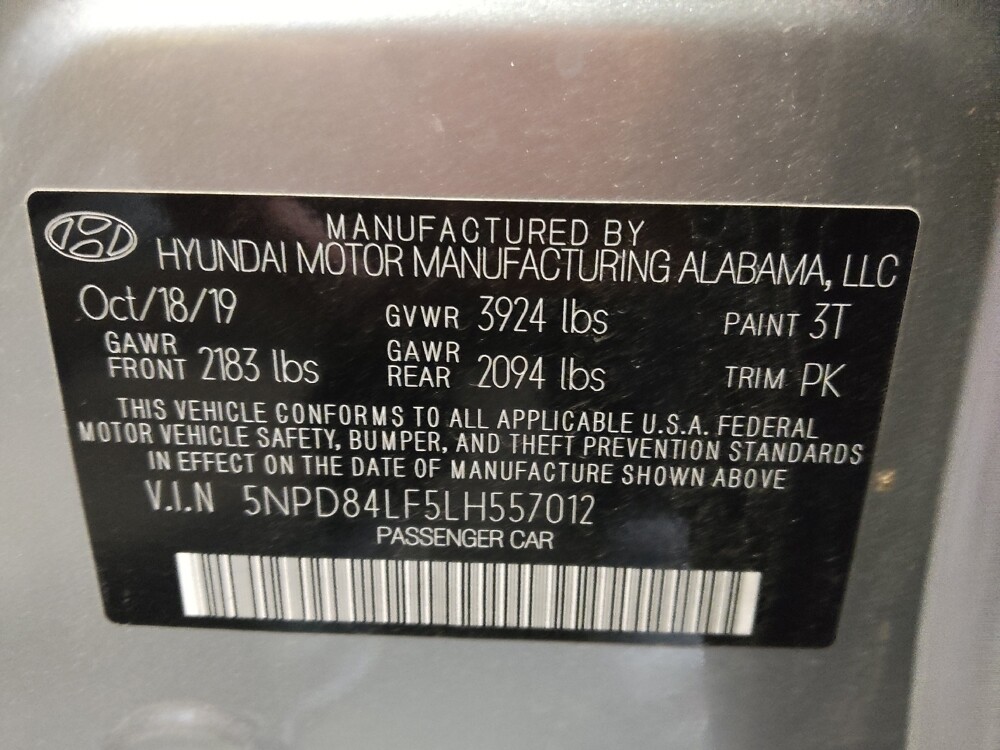 MANUFACTURED BY
HYUNDAI MOTOR MANUFACTURING ALABAMA, LLC
Oct/18/19 GVWR 3924 lbs PAINT 3T
GAWR FRONT 2183 lbs GAWR REAR 2094 lbs TRIM PK
THIS VEHICLE CONFORMS TO ALL APPLICABLE U.S.A. FEDERAL
MOTOR VEHICLE SAFETY, BUMPER, AND THEFT PREVENTION STANDARDS
IN EFFECT ON THE DATE OF MANUFACTURE SHOWN ABOVE
V.I.N 5NPD84LF5LH557012
PASSENGER CAR